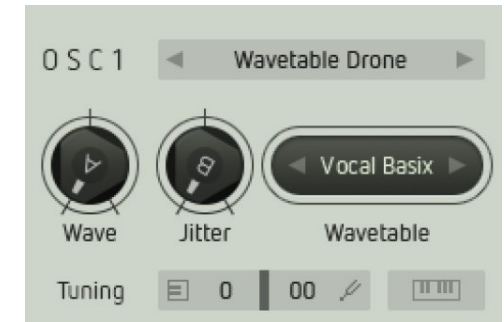 OSC1
Wavetable Drone
A
B
Vocal Basix
Wave
Jitter
Wavetable
Tuning
0
00